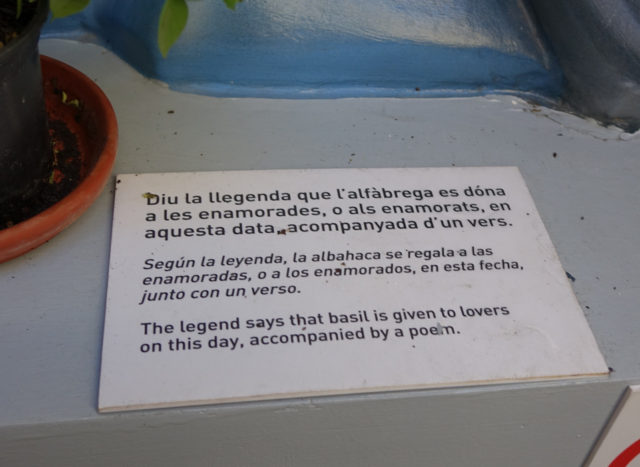 Diu la llegenda que l'alfàbrega es dóna
a les enamorades, o als enamorats, en
aquesta data, acompanyada d'un vers.
Según la leyenda, la albahaca se regala a las
enamoradas, o a los enamorados, en esta fecha,
junto con un verso.
The legend says that basil is given to lovers
on this day, accompanied by a poem.